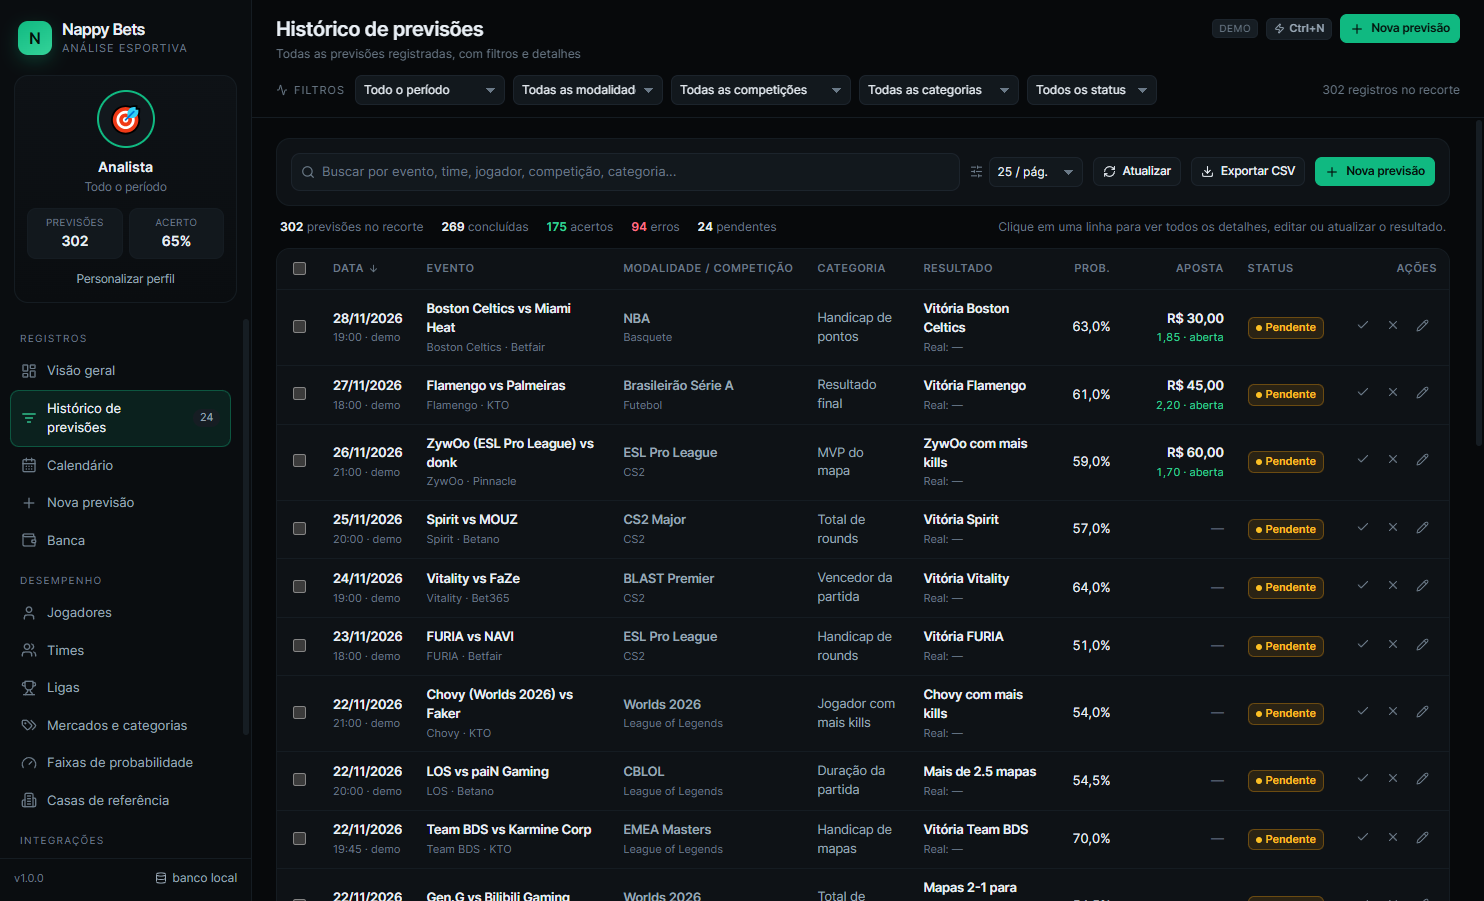 N
Nappy Bets
ANÁLISE ESPORTIVA
Analista
Todo o período
PREVISÕES
302
ACERTO
65%
Personalizar perfil
REGISTROS
Visão geral
Histórico de
previsões
24
Calendário
Nova previsão
Banca
DESEMPENHO
Jogadores
Times
Ligas
Mercados e categorias
Faixas de probabilidade
Casas de referência
INTEGRAÇÕES
v1.0.0
banco local
Histórico de previsões
Todas as previsões registradas, com filtros e detalhes
DEMO
Ctrl+N
Nova previsão
FILTROS
Todo o período
Todas as modalidad
Todas as competições
Todas as categorias
Todos os status
302 registros no recorte
Buscar por evento, time, jogador, competição, categoria...
25 / pág.
Atualizar
Exportar CSV
Nova previsão
302 previsões no recorte 269 concluídas 175 acertos 94 erros 24 pendentes
Clique em uma linha para ver todos os detalhes, editar ou atualizar o resultado.
DATA ↓ EVENTO MODALIDADE / COMPETIÇÃO CATEGORIA RESULTADO PROB. APOSTA STATUS AÇÕES
28/11/2026
19:00 · demo
Boston Celtics vs Miami
Heat
Boston Celtics · Betfair
NBA
Basquete
Handicap de
pontos
Vitória Boston
Celtics
Real: —
63,0%
R$ 30,00
1,85 · aberta
Pendente
27/11/2026
18:00 · demo
Flamengo vs Palmeiras
Flamengo · KTO
Brasileirão Série A
Futebol
Resultado
final
Vitória Flamengo
Real: —
61,0%
R$ 45,00
2,20 · aberta
Pendente
26/11/2026
21:00 · demo
ZywOo (ESL Pro League) vs
donk
ZywOo · Pinnacle
ESL Pro League
CS2
MVP do
mapa
ZywOo com mais
kills
Real: —
59,0%
R$ 60,00
1,70 · aberta
Pendente
25/11/2026
20:00 · demo
Spirit vs MOUZ
Spirit · Betano
CS2 Major
CS2
Total de
rounds
Vitória Spirit
Real: —
57,0%
—
Pendente
24/11/2026
19:00 · demo
Vitality vs FaZe
Vitality · Bet365
BLAST Premier
CS2
Vencedor da
partida
Vitória Vitality
Real: —
64,0%
—
Pendente
23/11/2026
18:00 · demo
FURIA vs NAVI
FURIA · Betfair
ESL Pro League
CS2
Handicap de
rounds
Vitória FURIA
Real: —
51,0%
—
Pendente
22/11/2026
21:00 · demo
Chovy (Worlds 2026) vs
Faker
Chovy · KTO
Worlds 2026
League of Legends
Jogador com
mais kills
Chovy com mais
kills
Real: —
54,0%
—
Pendente
22/11/2026
20:00 · demo
LOS vs paiN Gaming
LOS · Betano
CBLOL
League of Legends
Duração da
partida
Mais de 2.5 mapas
Real: —
54,5%
—
Pendente
22/11/2026
19:45 · demo
Team BDS vs Karmine Corp
Team BDS · KTO
EMEA Masters
League of Legends
Handicap de
mapas
Vitória Team BDS
Real: —
70,0%
—
Pendente
22/11/2026
Gen.G vs Bilibili Gaming
Worlds 2026
Total de
Mapas 2-1 para